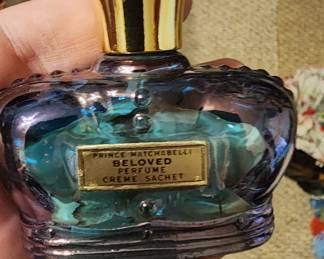 PRINCE MATCHABELLI
BELOVED
PERFUME
CREME SACHET